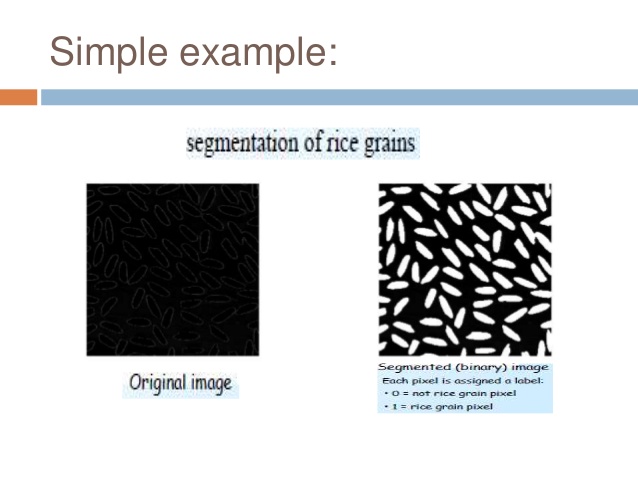 Simple example:
segmentation of rice grains
Original image
Segmented (binary) image
Each pixel is assigned a label:
• 0 = not rice grain pixel
• 1 = rice grain pixel